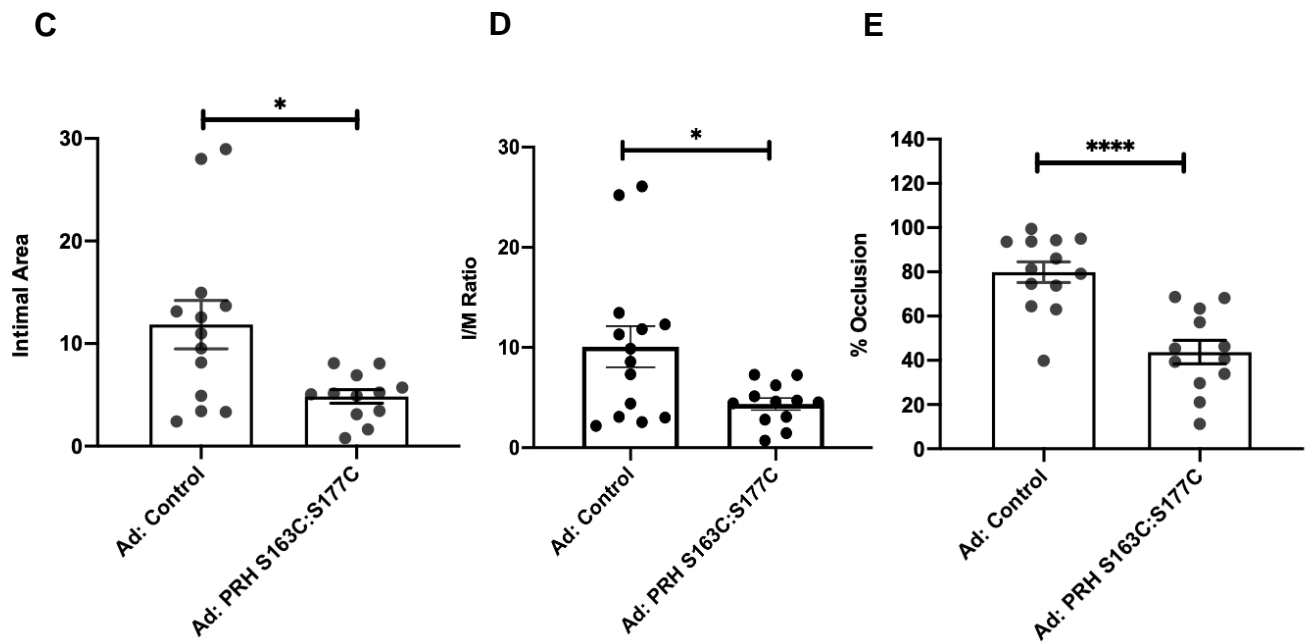 C
D
E
*
*
****
30
20
10
0
Intimal Area
Ad: Control
Ad: PRH S163C:S177C
30
20
10
0
I/M Ratio
Ad: Control
Ad: PRH S163C:S177C
140
120
100
80
60
40
20
0
% Occlusion
Ad: Control
Ad: PRH S163C:S177C